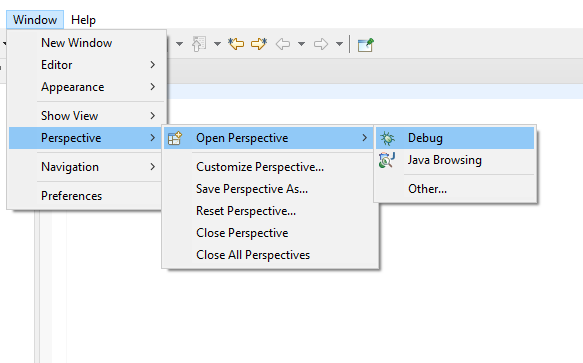 Window Help
New Window
Editor
Appearance
Show View
Perspective
Navigation
Preferences
Open Perspective
Customize Perspective...
Save Perspective As...
Reset Perspective...
Close Perspective
Close All Perspectives
Debug
Java Browsing
Other...